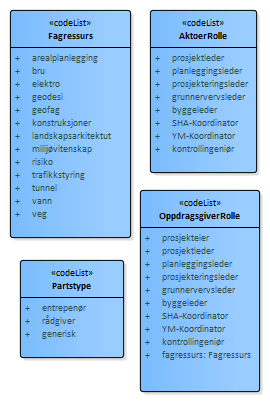 «codeList»
Fagressurs
+ arealplanlegging
+ bru
+ elektro
+ geodesi
+ geofag
+ konstruksjoner
+ landskapsarkitektut
+ miljøvitenskap
+ risiko
+ trafikkstyring
+ tunnel
+ vann
+ veg
«codeList»
AktoerRolle
+ prosjektleder
+ planleggingsleder
+ prosjekteringsleder
+ grunnervervsleder
+ byggeleder
+ SHA-Koordinator
+ YM-Koordinator
+ kontrollingeniør
«codeList»
Partstype
+ entrepenør
+ rådgiver
+ generisk
«codeList»
OppdragsgiverRolle
+ prosjekteier
+ prosjektleder
+ planleggingsleder
+ prosjekteringsleder
+ grunnervervsleder
+ byggeleder
+ SHA-Koordinator
+ YM-Koordinator
+ kontrollingeniør
+ fagressurs: Fagressurs